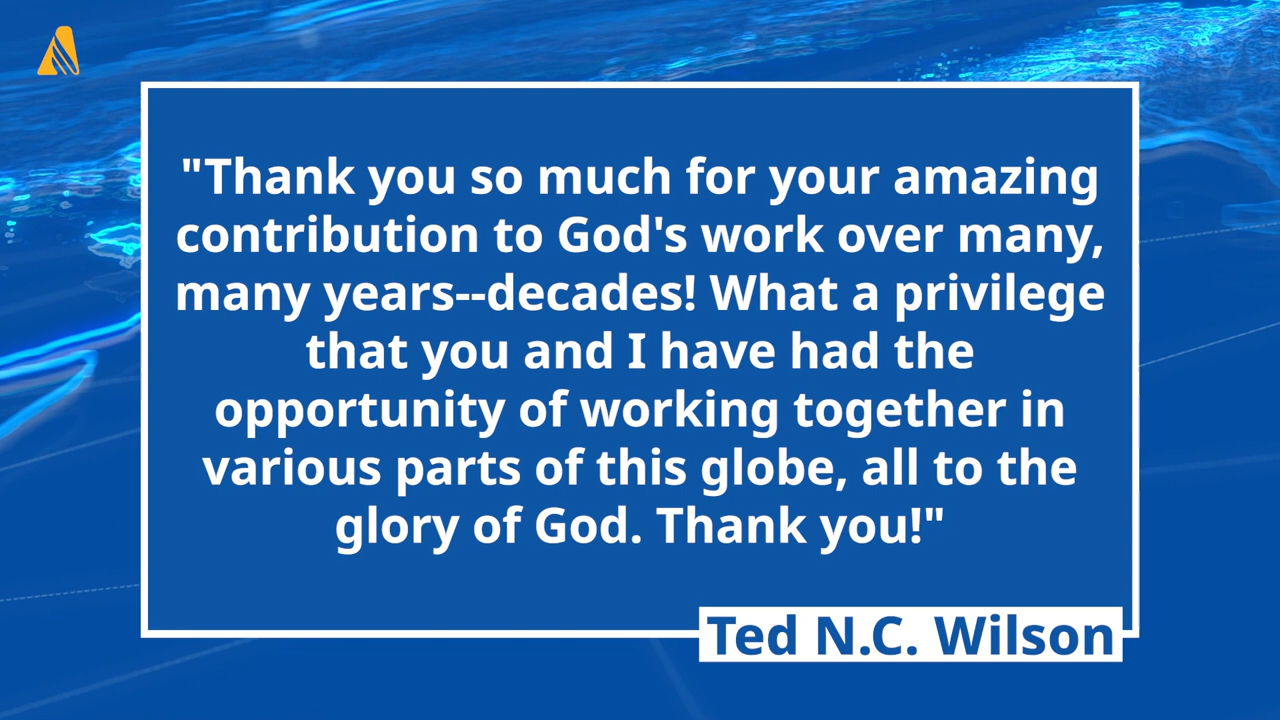 "Thank you so much for your amazing
contribution to God's work over many,
many years--decades! What a privilege
that you and I have had the
opportunity of working together in
various parts of this globe, all to the
glory of God. Thank you!"
Ted N.C. Wilson